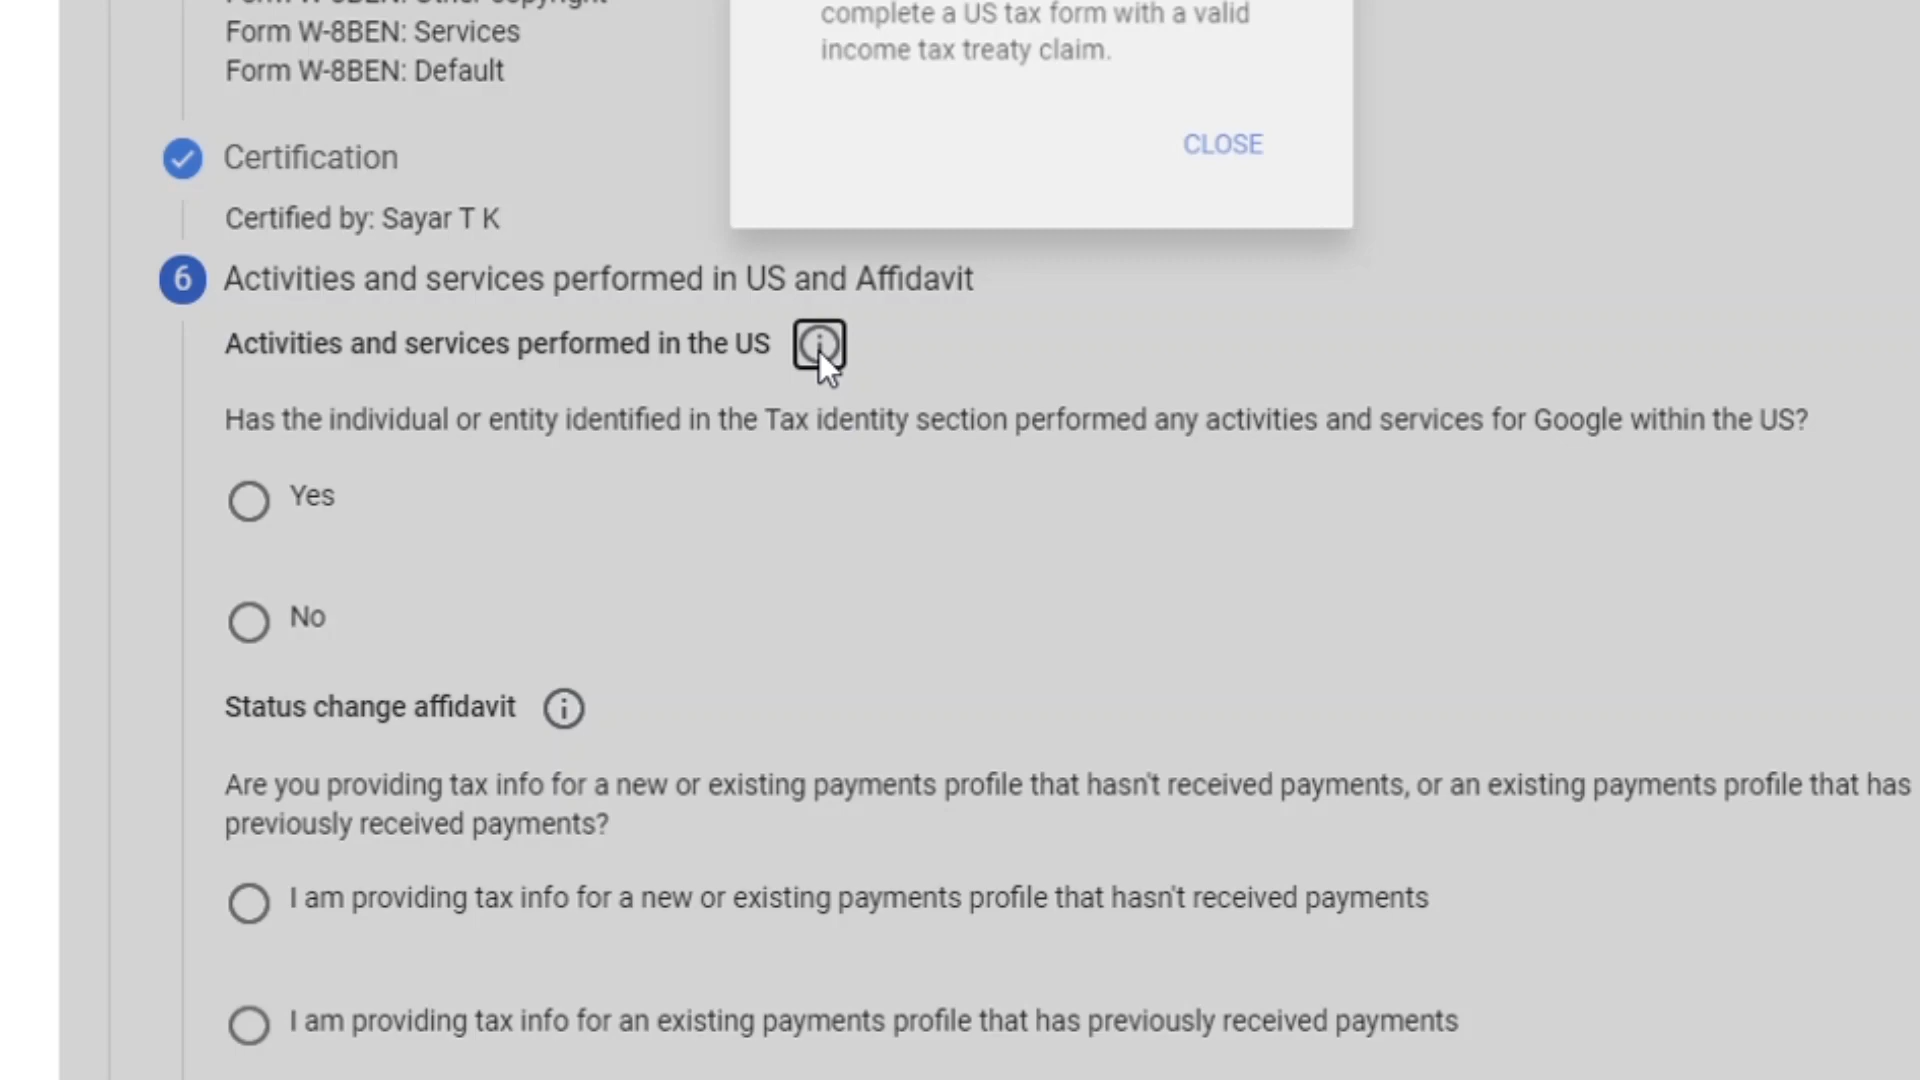 Form W-8BEN: Other copyright
complete a US tax form with a valid
Form W-8BEN: Services
income tax treaty claim.
Form W-8BEN: Default
CLOSE
Certification
Certified by: Sayar T K
6 Activities and services performed in US and Affidavit
Activities and services performed in the US
Has the individual or entity identified in the Tax identity section performed any activities and services for Google within the US?
Yes
No
Status change affidavit
Are you providing tax info for a new or existing payments profile that hasn't received payments, or an existing payments profile that has
previously received payments?
I am providing tax info for a new or existing payments profile that hasn't received payments
I am providing tax info for an existing payments profile that has previously received payments